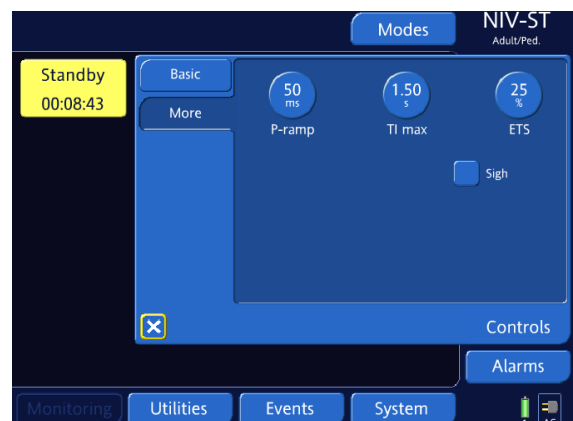 Modes
NIV-ST
Adult/Ped.
Standby
00:08:43
Basic
More
50
ms
P-ramp
1.50
s
TI max
25
%
ETS
Sigh
Controls
Alarms
Monitoring
Utilities
Events
System